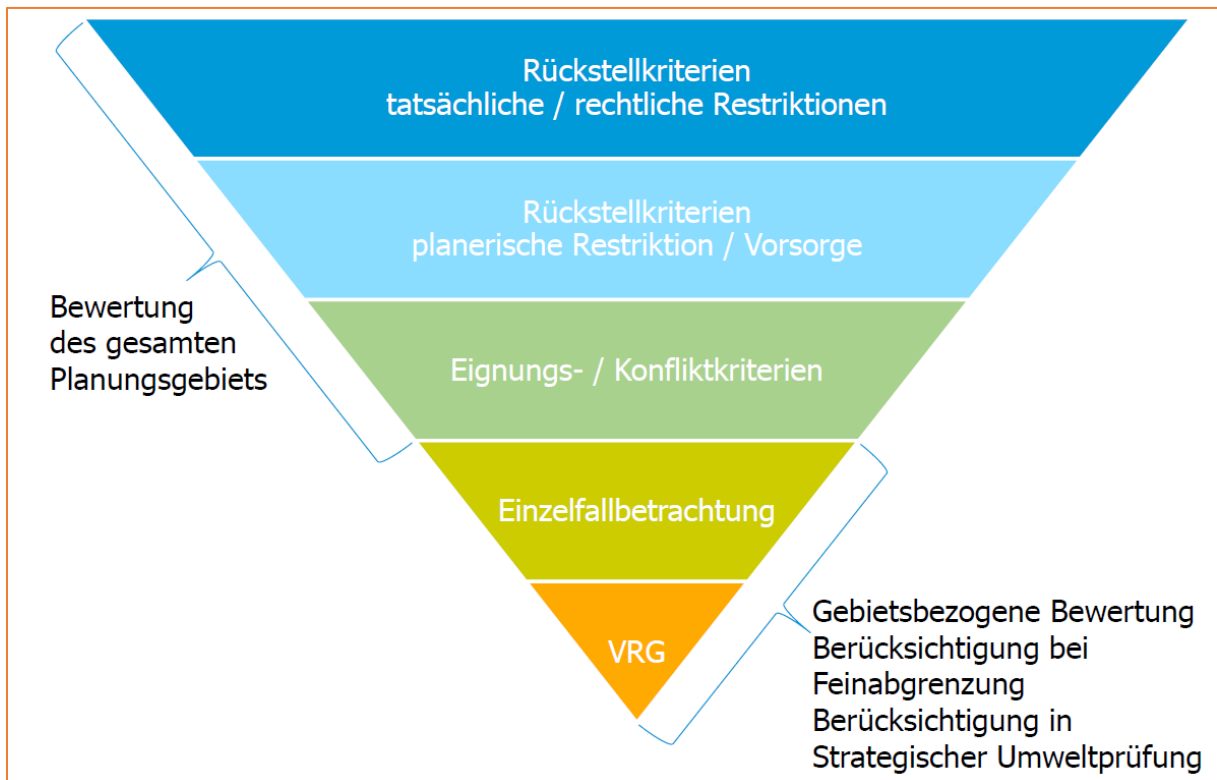 Rückstellkriterien
tatsächliche / rechtliche Restriktionen
Rückstellkriterien
planerische Restriktion / Vorsorge
Bewertung
des gesamten
Planungsgebiets
Eignungs- / Konfliktkriterien
Einzelfallbetrachtung
VRG
Gebietsbezogene Bewertung
Berücksichtigung bei
Feinabgrenzung
Berücksichtigung in
Strategischer Umweltprüfung